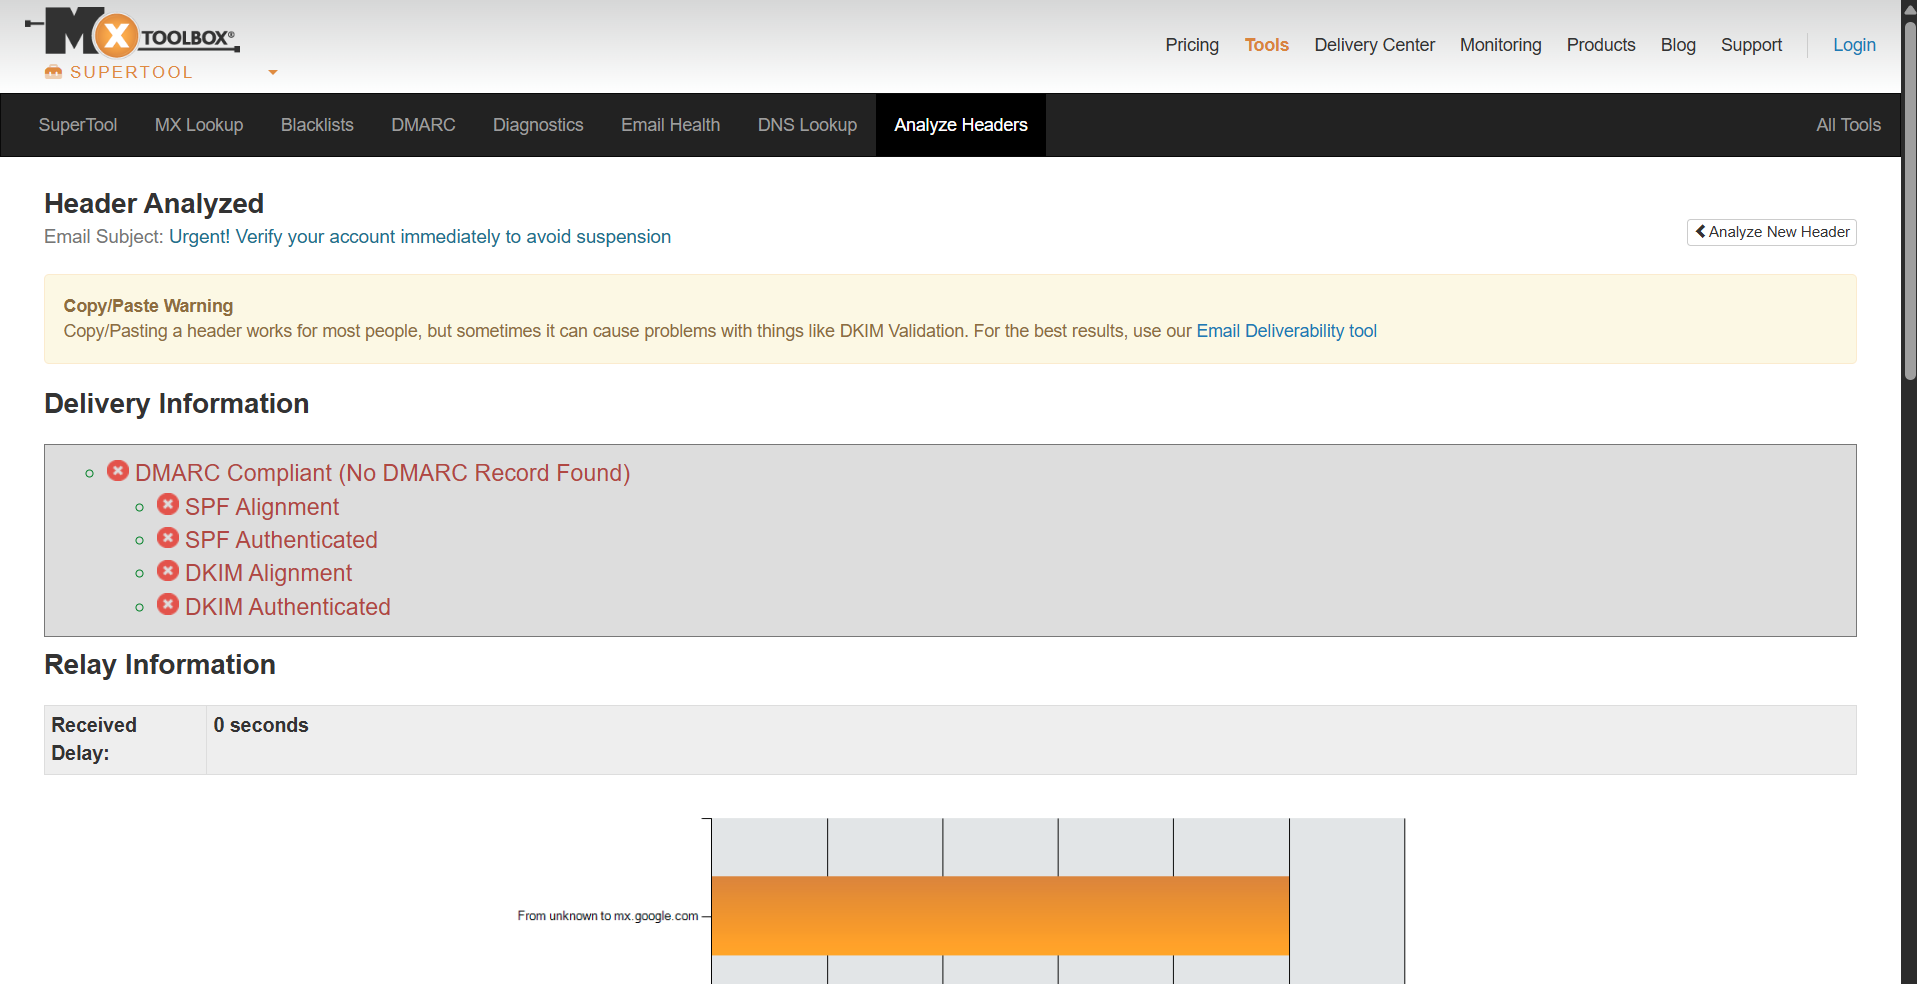 MX TOOLBOX®
SUPERTOOL
Pricing Tools Delivery Center Monitoring Products Blog Support Login
SuperTool MX Lookup Blacklists DMARC Diagnostics Email Health DNS Lookup Analyze Headers All Tools
Header Analyzed
Email Subject: Urgent! Verify your account immediately to avoid suspension
Analyze New Header
Copy/Paste Warning
Copy/Pasting a header works for most people, but sometimes it can cause problems with things like DKIM Validation. For the best results, use our Email Deliverability tool
Delivery Information
DMARC Compliant (No DMARC Record Found)
SPF Alignment
SPF Authenticated
DKIM Alignment
DKIM Authenticated
Relay Information
Received 0 seconds
Delay:
From unknown to mx.google.com